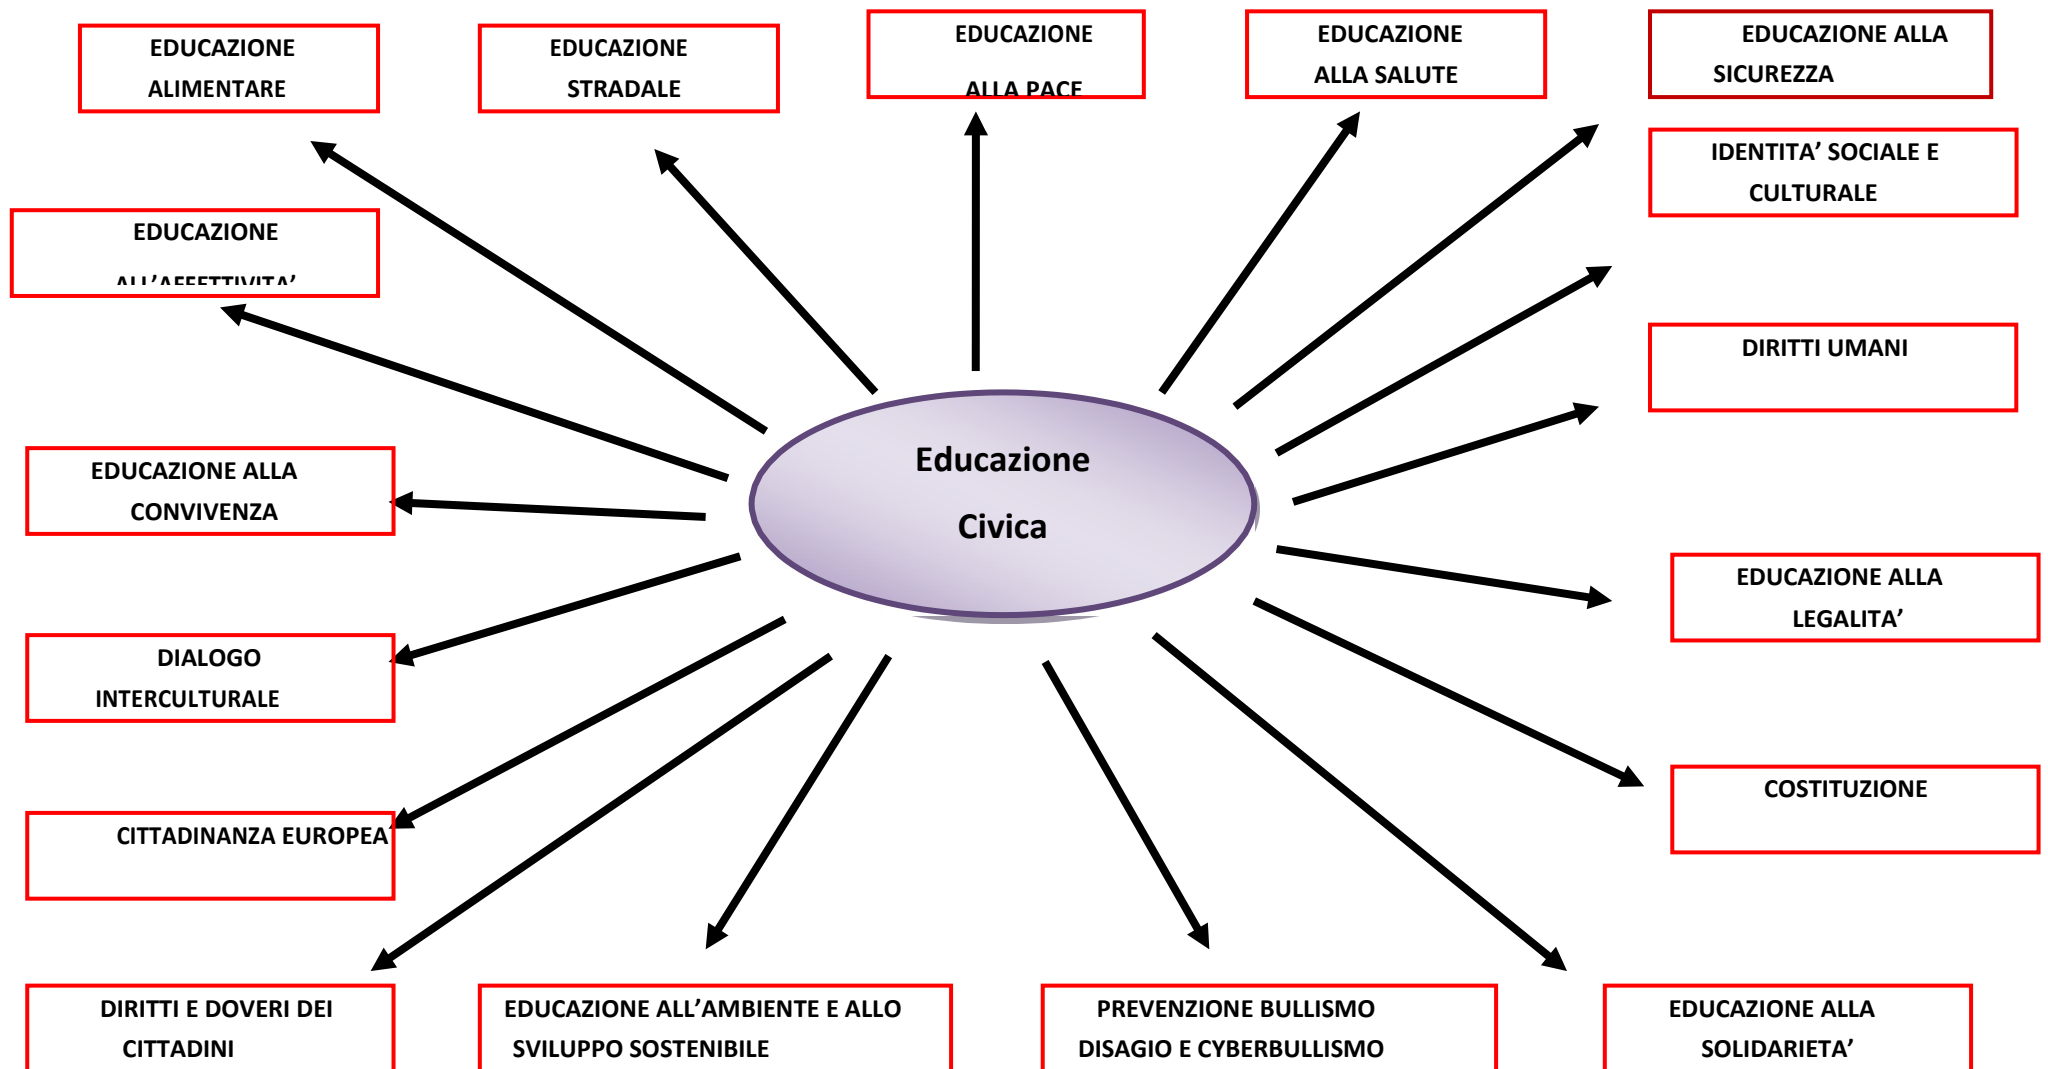 EDUCAZIONE
ALIMENTARE
EDUCAZIONE
STRADALE
EDUCAZIONE
ALLA PACE
EDUCAZIONE
ALLA SALUTE
EDUCAZIONE ALLA
SICUREZZA
IDENTITA’ SOCIALE E
CULTURALE
EDUCAZIONE
ALL’AFFETTIVITA’
DIRITTI UMANI
Educazione
Civica
EDUCAZIONE ALLA
CONVIVENZA
EDUCAZIONE ALLA
LEGALITA’
DIALOGO
INTERCULTURALE
COSTITUZIONE
CITTADINANZA EUROPEA
DIRITTI E DOVERI DEI
CITTADINI
EDUCAZIONE ALL’AMBIENTE E ALLO
SVILUPPO SOSTENIBILE
PREVENZIONE BULLISMO
DISAGIO E CYBERBULLISMO
EDUCAZIONE ALLA
SOLIDARIETA’